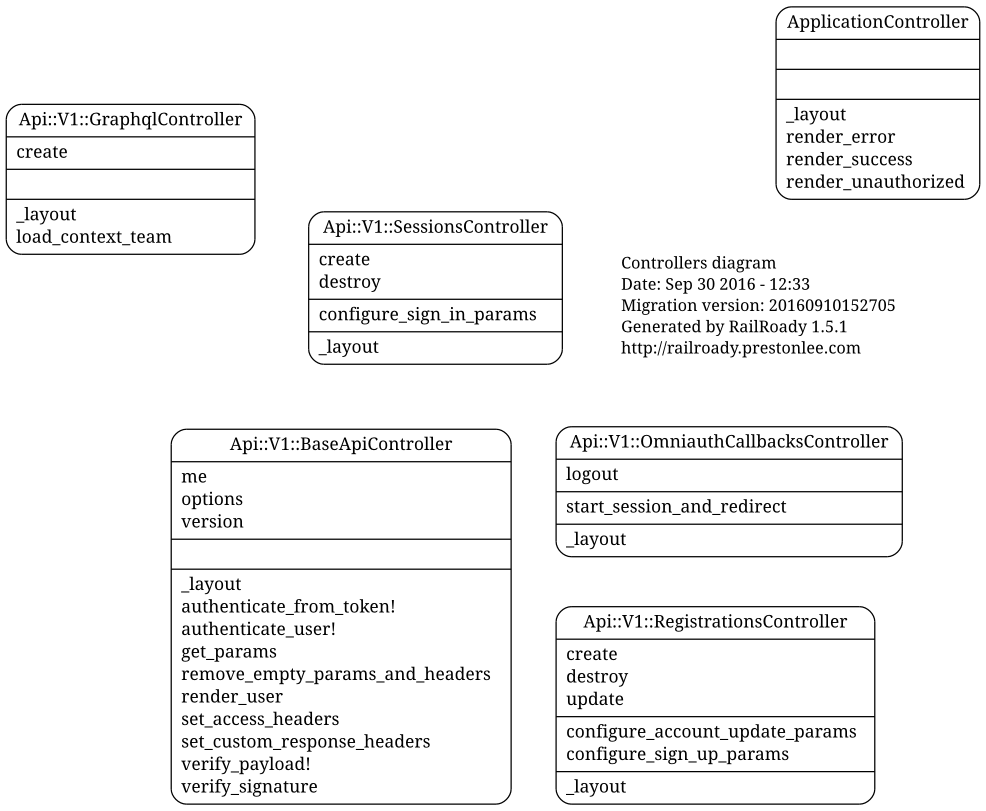 ApplicationController
_layout
render_error
render_success
render_unauthorized
Api::V1::GraphqlController
create
_layout
load_context_team
Api::V1::SessionsController
create
destroy
configure_sign_in_params
_layout
Controllers diagram
Date: Sep 30 2016 - 12:33
Migration version: 20160910152705
Generated by RailRoady 1.5.1
http://railroady.prestonlee.com
Api::V1::BaseApiController
me
options
version
_layout
authenticate_from_token!
authenticate_user!
get_params
remove_empty_params_and_headers
render_user
set_access_headers
set_custom_response_headers
verify_payload!
verify_signature
Api::V1::OmniauthCallbacksController
logout
start_session_and_redirect
_layout
Api::V1::RegistrationsController
create
destroy
update
configure_account_update_params
configure_sign_up_params
_layout